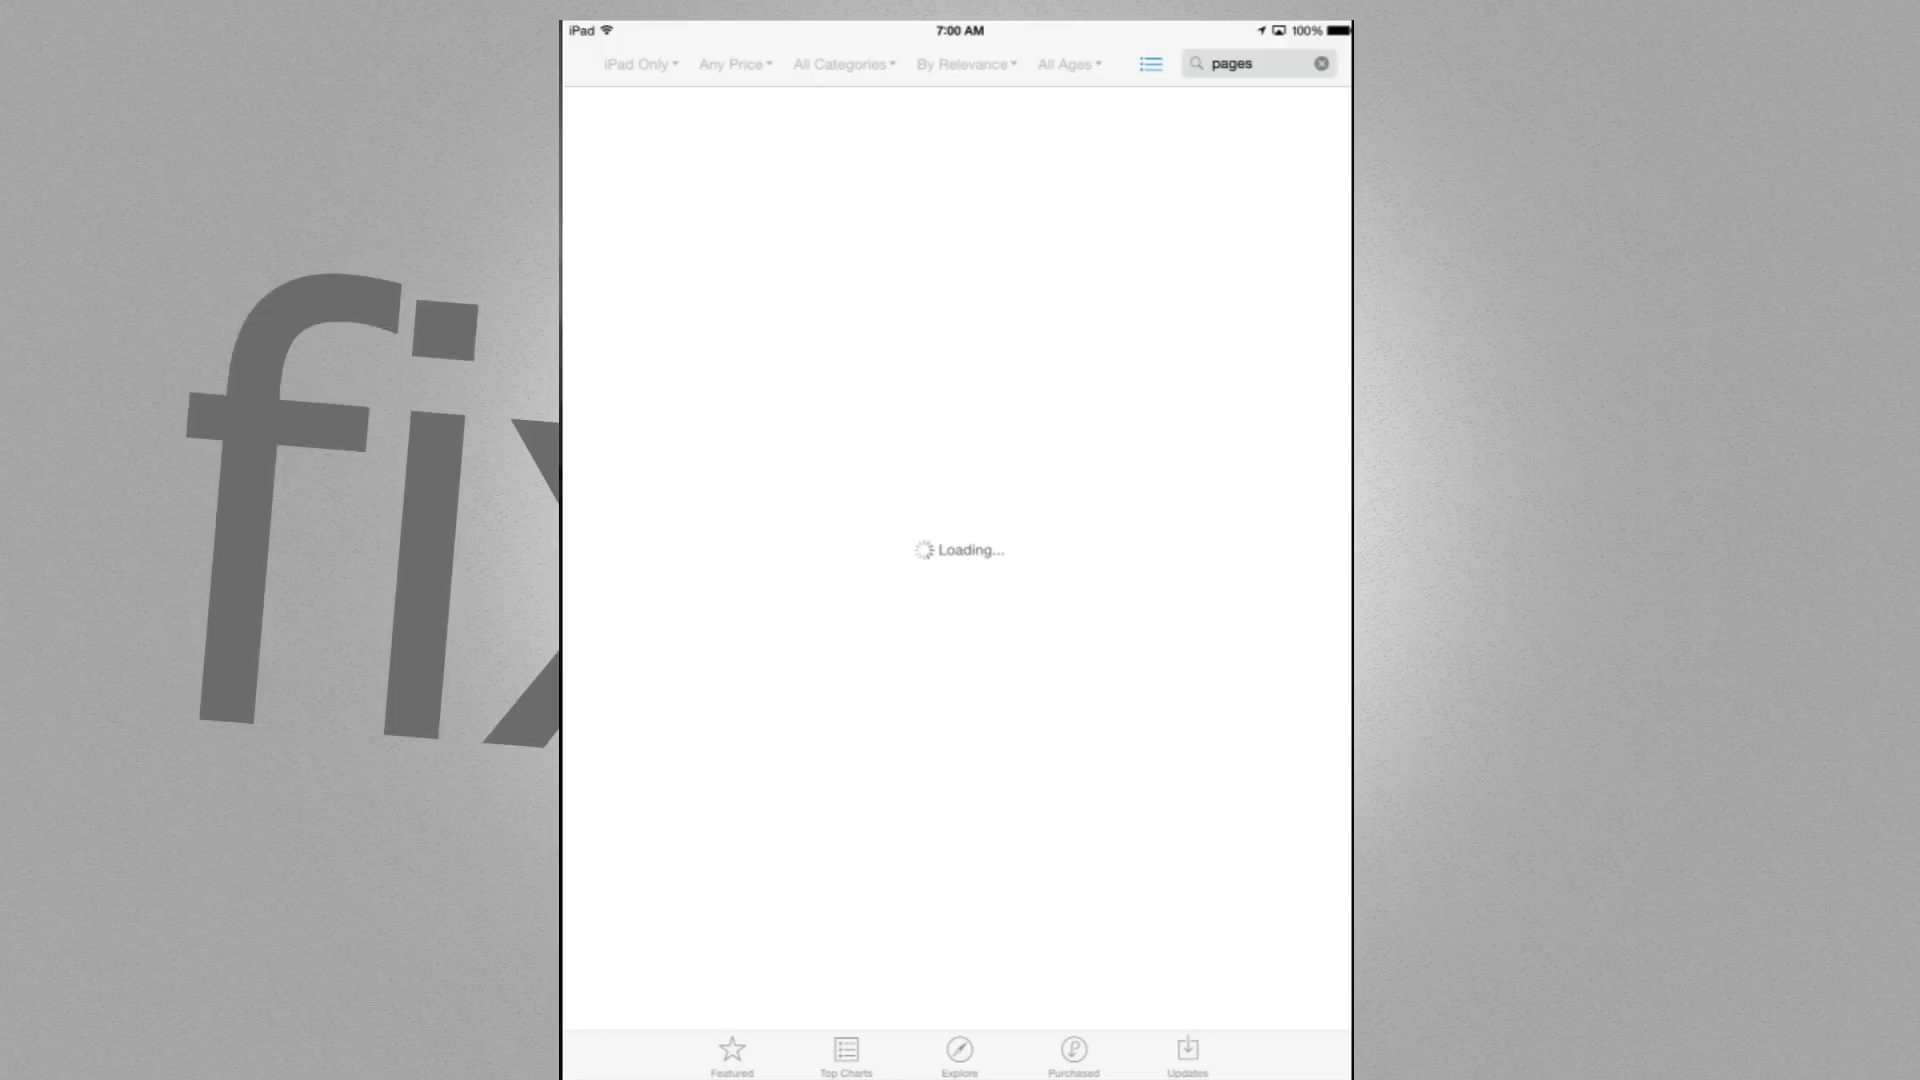 iPad
7:00 AM
100%
iPad Only
Any Price
All Categories
By Relevance
All Ages
pages
fix
Loading...
Featured
Top Charts
Explore
Purchased
Updates